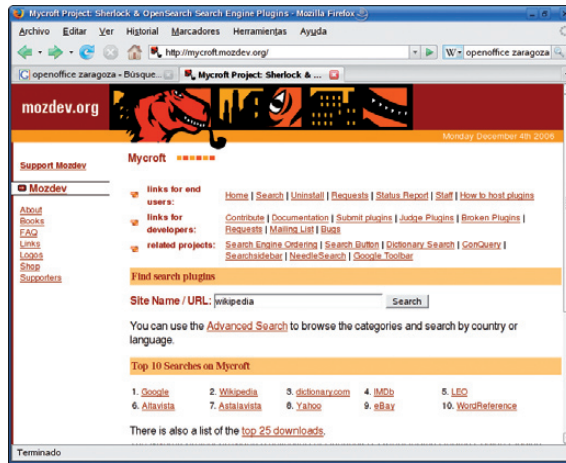 Mycroft Project: Sherlock & OpenSearch Search Engine Plugins - Mozilla Firefox
Archivo Editar Ver Historial Marcadores Herramientas Ayuda
http://mycroft.mozdev.org/ W openoffice zaragoza
G openoffice zaragoza - Búsque... Mycroft Project: Sherlock & ...
mozdev.org
Monday December 4th 2006
Support Mozdev
Mozdev
About
Books
FAQ
Links
Logos
Shop
Supporters
Mycroft
links for end users: Home | Search | Uninstall | Requests | Status Report | Staff | How to host plugins
links for developers: Contribute | Documentation | Submit plugins | Judge Plugins | Broken Plugins |
Requests | Mailing List | Bugs
related projects: Search Engine Ordering | Search Button | Dictionary Search | ConQuery |
Searchsidebar | NeedleSearch | Google Toolbar
Find search plugins
Site Name / URL: wikipedia Search
You can use the Advanced Search to browse the categories and search by country or
language.
Top 10 Searches on Mycroft
1. Google 2. Wikipedia 3. dictionary.com 4. IMDb 5. LEO
6. Altavista 7. Astalavista 8. Yahoo 9. eBay 10. WordReference
There is also a list of the top 25 downloads.
Terminado